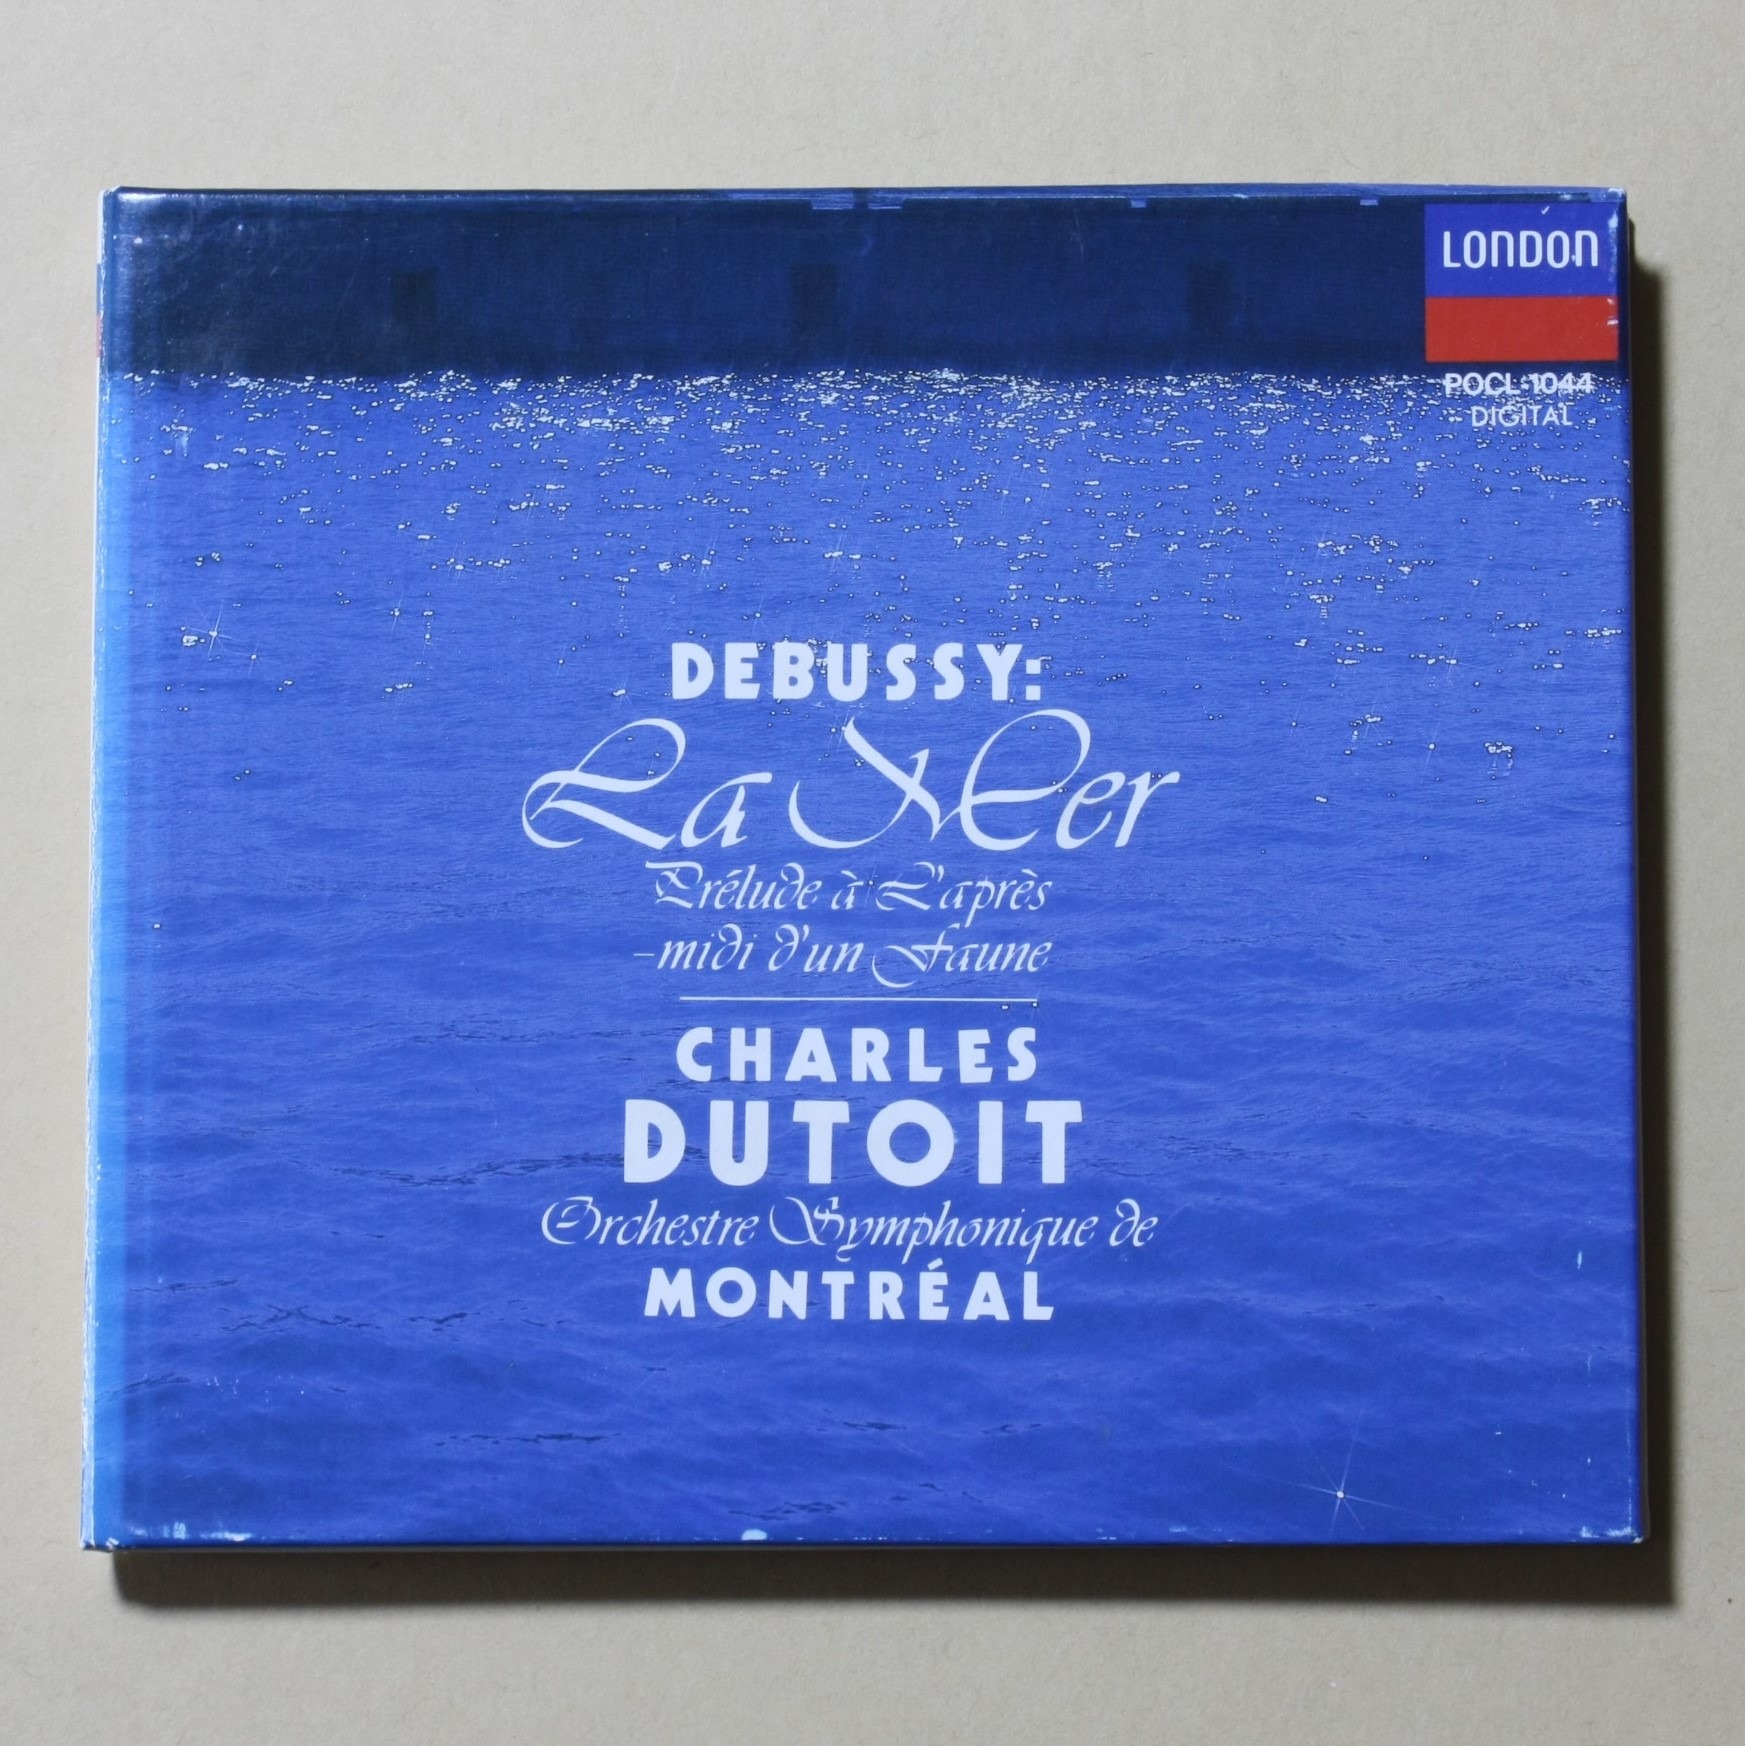 LONDON
POCL-1044
DIGITAL
DEBUSSY:
La Mer
Prélude à L'après
-midi d'un Faune
CHARLES
DUTOIT
Orchestre Symphonique de
MONTRÉAL